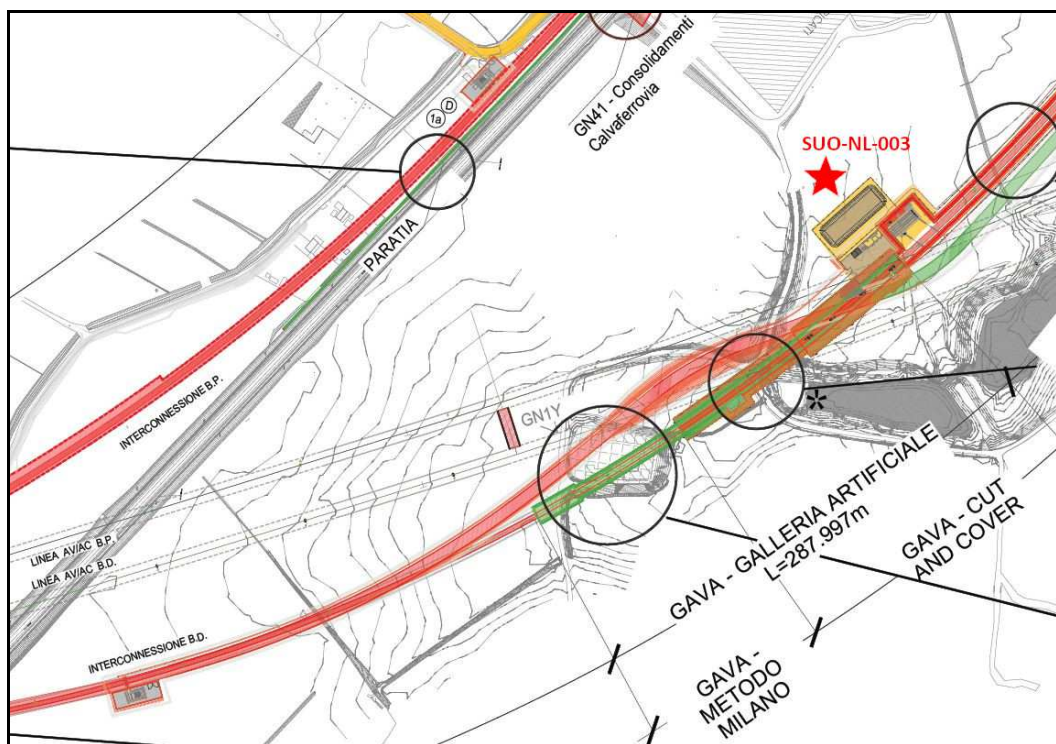 GN41 - Consolidamenti
Calvaferrovia
SUO-NL-003
D
1a
PARATIA
INTERCONNESSIONE B.P.
GN1Y
*
LINEA AV/AC B.P.
LINEA AV/AC B.D.
INTERCONNESSIONE B.D.
GAVA - GALLERIA ARTIFICIALE
L=287.997m
GAVA - CUT
AND COVER
GAVA -
METODO
MILANO